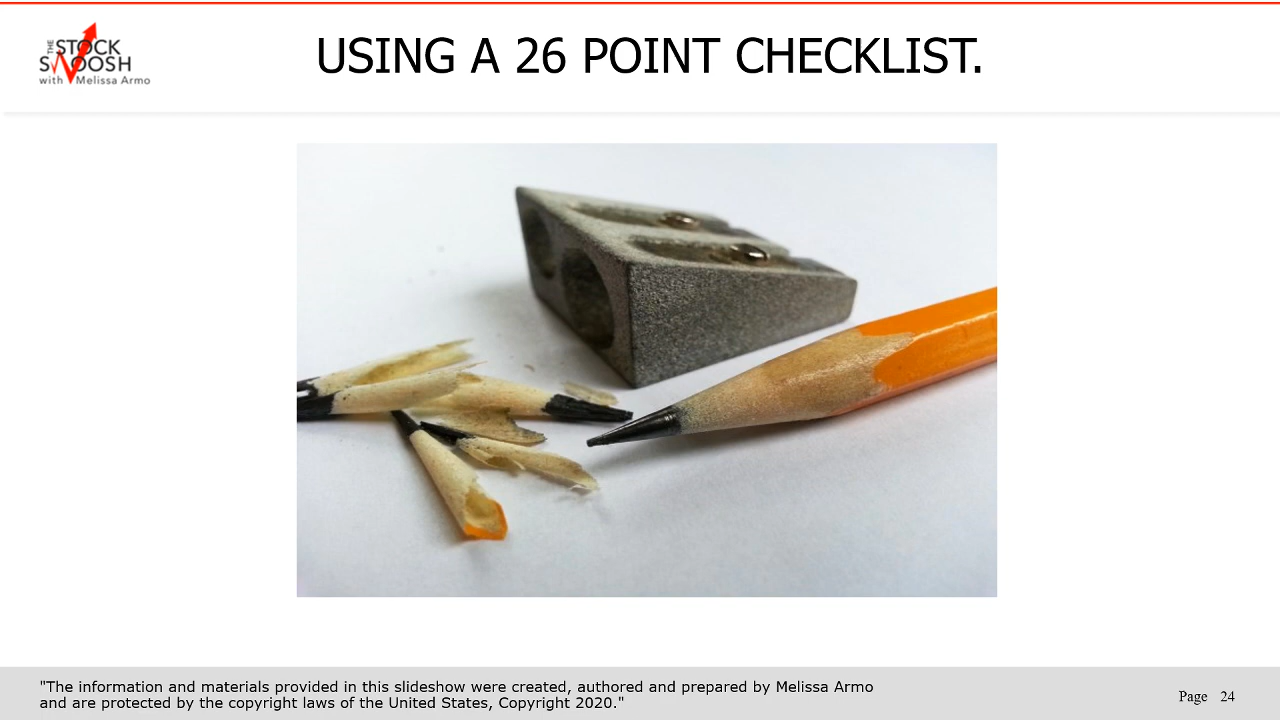 THE
STOCK
SWOOSH
with Melissa Armo
USING A 26 POINT CHECKLIST.
"The information and materials provided in this slideshow were created, authored and prepared by Melissa Armo
and are protected by the copyright laws of the United States, Copyright 2020."
Page 24